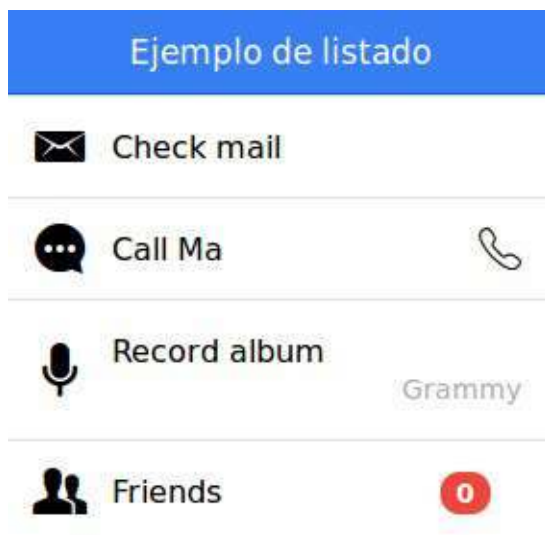 Ejemplo de listado
Check mail
Call Ma
Record album
Grammy
Friends
0